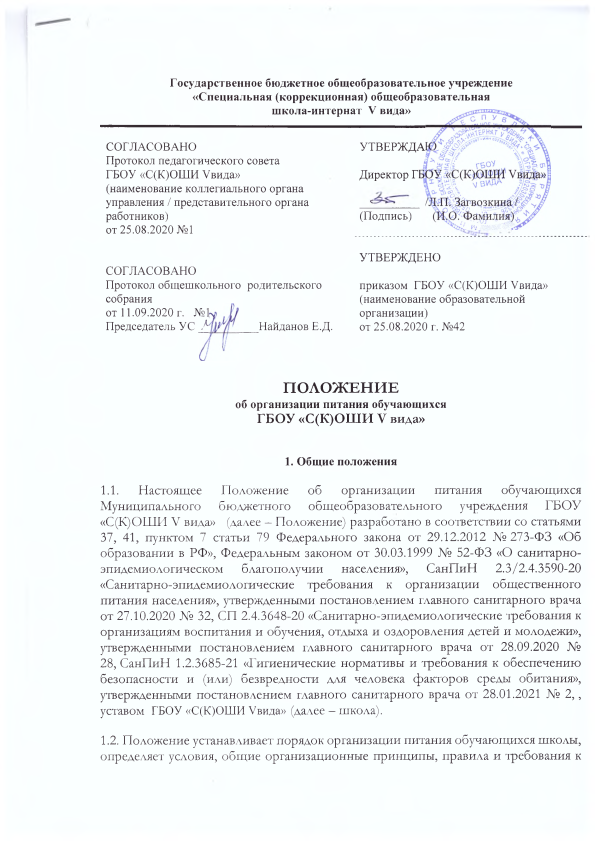 Государственное бюджетное общеобразовательное учреждение
«Специальная (коррекционная) общеобразовательная
школа-интернат V вида»
СОГЛАСОВАНО
Протокол педагогического совета
ГБОУ «С(К)ОШИ Vвида»
(наименование коллегиального органа
управления / представительного органа
работников)
от 25.08.2020 №1
УТВЕРЖДАЮ
Директор ГБОУ «С(К)ОШИ Vвида»
/Л.П. Загвозкина /
(Подпись) (И.О. Фамилия)
ГБОУ
V ВИДА
СОГЛАСОВАНО
Протокол общешкольного родительского
собрания
от 11.09.2020 г. №1
Председатель УС ___________Найданов Е.Д.
УТВЕРЖДЕНО
приказом ГБОУ «С(К)ОШИ Vвида»
(наименование образовательной
организации)
от 25.08.2020 г. №42
ПОЛОЖЕНИЕ
об организации питания обучающихся
ГБОУ «С(К)ОШИ V вида»
1. Общие положения
1.1. Настоящее Положение об организации питания обучающихся
Муниципального бюджетного общеобразовательного учреждения ГБОУ
«С(К)ОШИ V вида» (далее – Положение) разработано в соответствии со статьями
37, 41, пунктом 7 статьи 79 Федерального закона от 29.12.2012 № 273-ФЗ «Об
образовании в РФ», Федеральным законом от 30.03.1999 № 52-ФЗ «О санитарно-
эпидемиологическом благополучии населения», СанПиН 2.3/2.4.3590-20
«Санитарно-эпидемиологические требования к организации общественного
питания населения», утвержденными постановлением главного санитарного врача
от 27.10.2020 № 32, СП 2.4.3648-20 «Санитарно-эпидемиологические требования к
организациям воспитания и обучения, отдыха и оздоровления детей и молодежи»,
утвержденными постановлением главного санитарного врача от 28.09.2020 №
28, СанПиН 1.2.3685-21 «Гигиенические нормативы и требования к обеспечению
безопасности и (или) безвредности для человека факторов среды обитания»,
утвержденными постановлением главного санитарного врача от 28.01.2021 № 2, ,
уставом ГБОУ «С(К)ОШИ Vвида» (далее – школа).
1.2. Положение устанавливает порядок организации питания обучающихся школы,
определяет условия, общие организационные принципы, правила и требования к